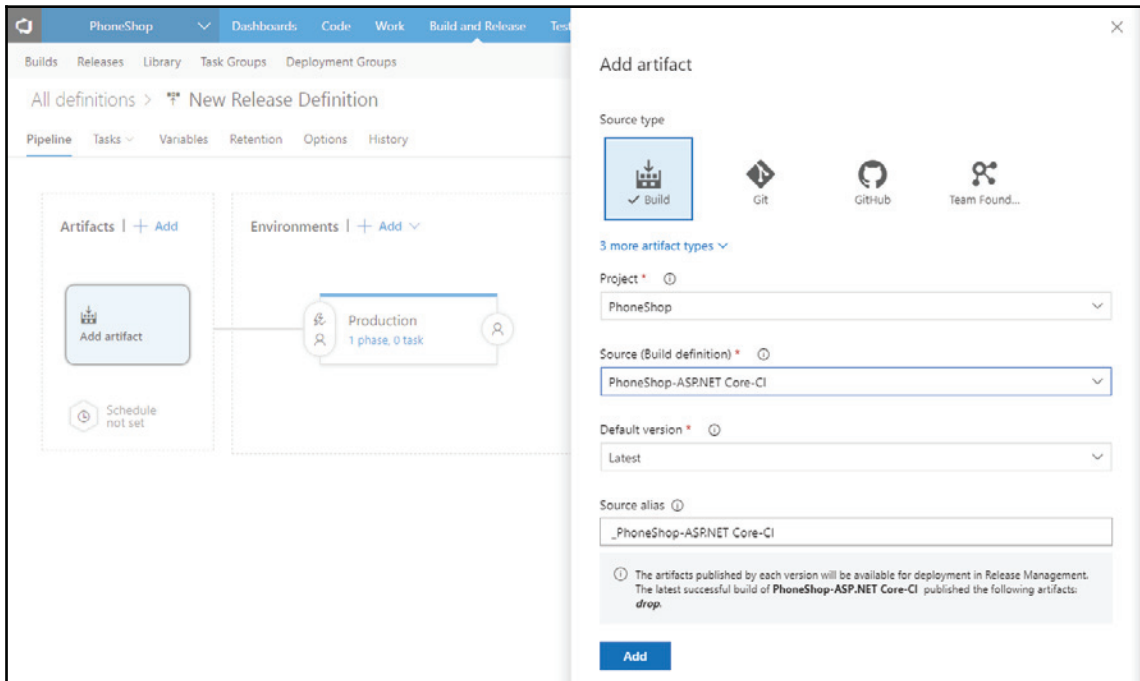 PhoneShop Dashboards Code Work Build and Release Test
Builds Releases Library Task Groups Deployment Groups
All definitions > New Release Definition
Pipeline Tasks Variables Retention Options History
Artifacts | + Add
Environments | + Add
Add artifact
Production
1 phase, 0 task
Schedule
not set
Add artifact
Source type
Build Git GitHub Team Found...
3 more artifact types
Project *
PhoneShop
Source (Build definition) *
PhoneShop-ASP.NET Core-CI
Default version *
Latest
Source alias
_PhoneShop-ASP.NET Core-CI
The artifacts published by each version will be available for deployment in Release Management.
The latest successful build of PhoneShop-ASP.NET Core-CI published the following artifacts:
drop.
Add